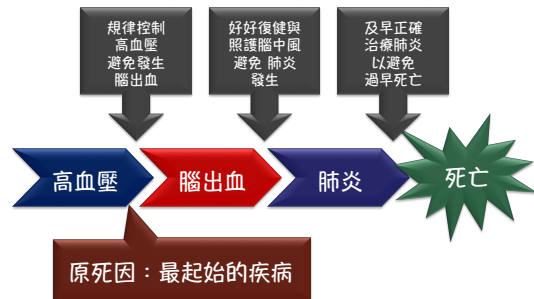 規律控制
高血壓
避免發生
腦出血
好好復健與
照護腦中風
避免 肺炎
發生
及早正確
治療肺炎
以避免
過早死亡
高血壓
腦出血
肺炎
死亡
原死因：最起始的疾病